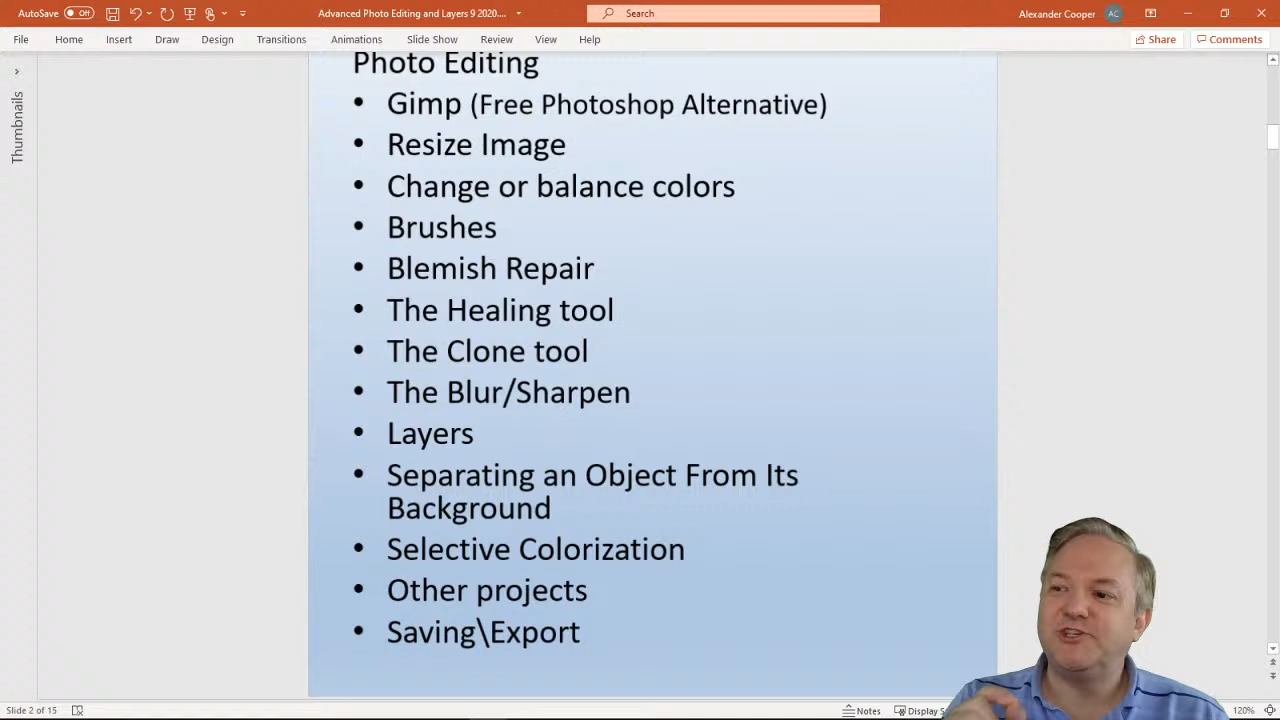 AutoSave Off Advanced Photo Editing and Layers 9 2020.... Search Alexander Cooper AC
File Home Insert Draw Design Transitions Animations Slide Show Review View Help Share Comments
Thumbnails
Photo Editing
• Gimp (Free Photoshop Alternative)
• Resize Image
• Change or balance colors
• Brushes
• Blemish Repair
• The Healing tool
• The Clone tool
• The Blur/Sharpen
• Layers
• Separating an Object From Its
Background
• Selective Colorization
• Other projects
• Saving\Export
Slide 2 of 15 Notes Display 120%